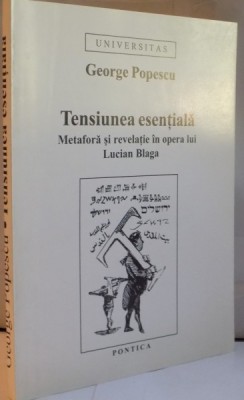 UNIVERSITAS
George Popescu
Tensiunea esențială
Metaforă și revelație în opera lui
Lucian Blaga
PONTICA
George Popescu • Tensiunea esențială